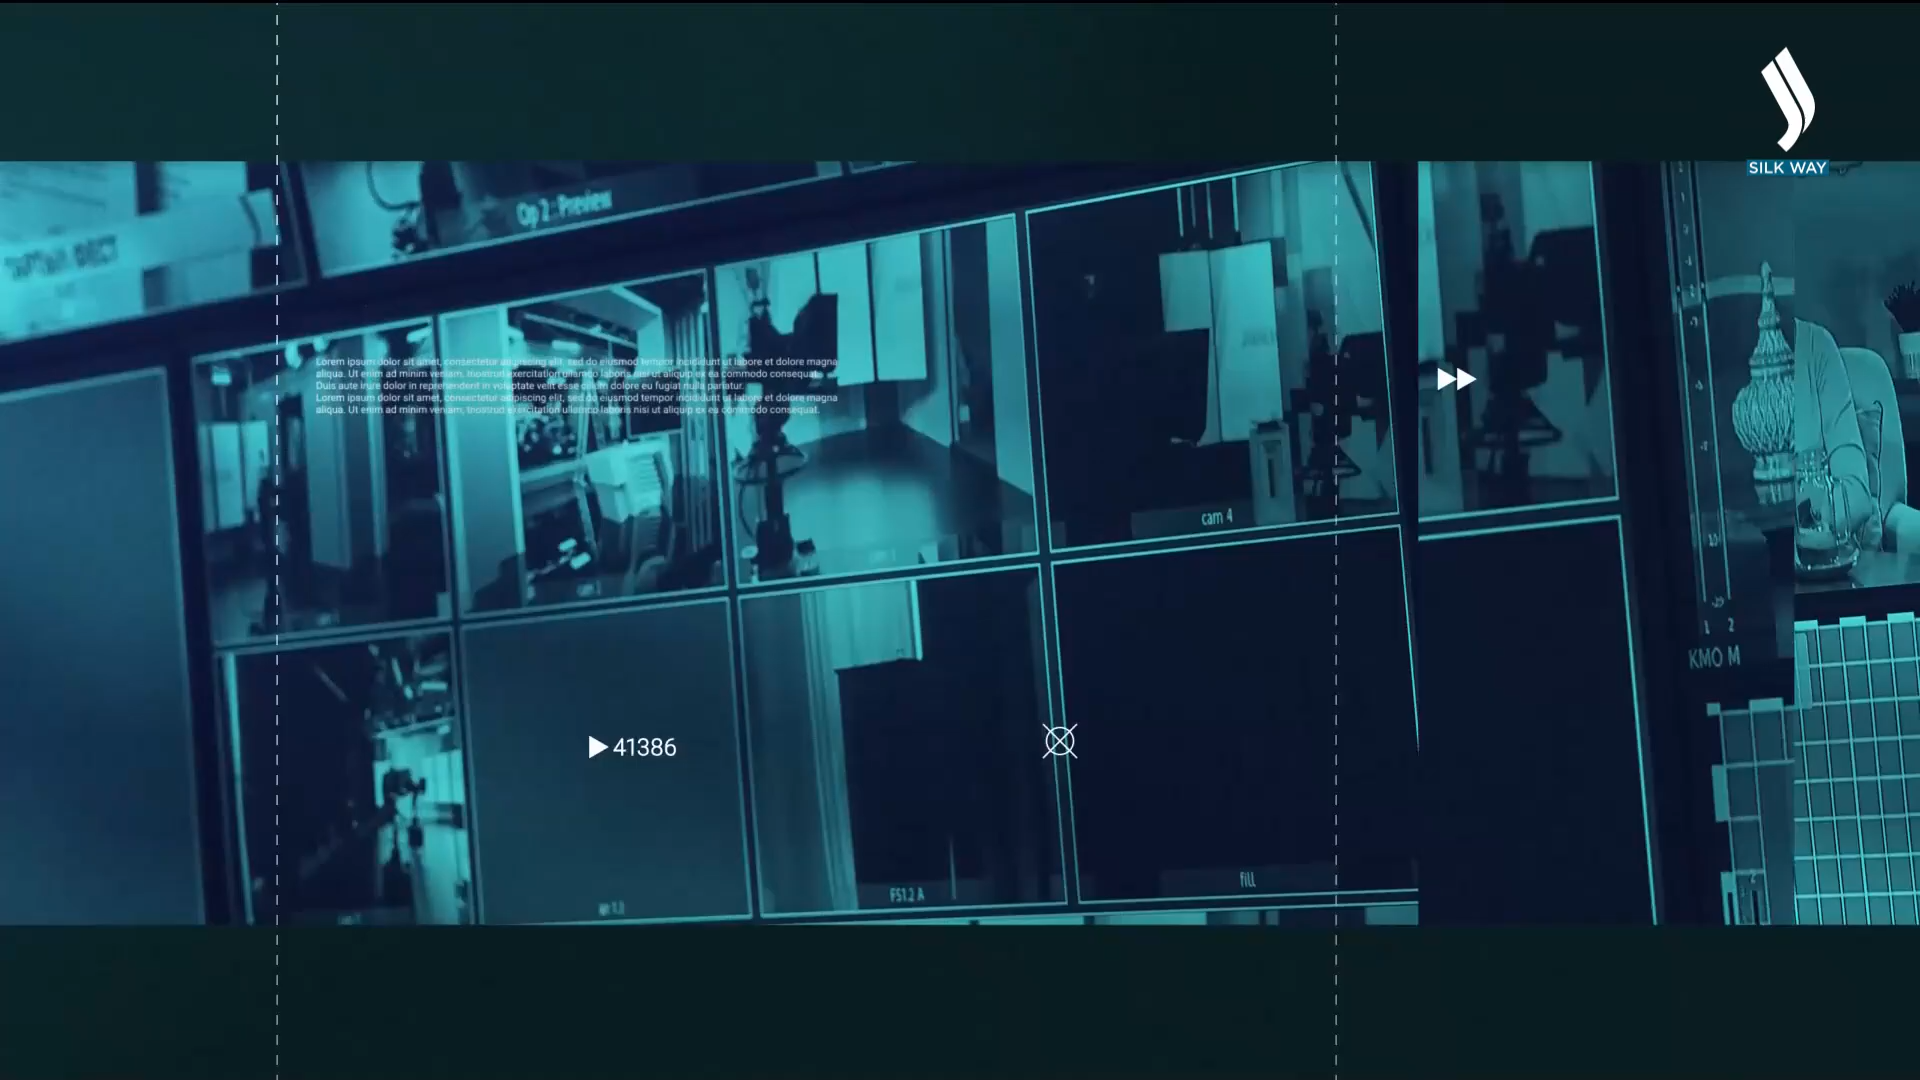 SILK WAY
Op 2: Preview
Lorem ipsum dolor sit amet, consectetur adipiscing elit, sed do eiusmod tempor incididunt ut labore et dolore magna
aliqua. Ut enim ad minim veniam, tnostrud exercitation ullamco laboris nisi ut aliquip ex ea commodo consequat.
Duis aute irure dolor in reprehenderit in voluptate velit esse cillum dolore eu fugiat nulla pariatur.
Lorem ipsum dolor sit amet, consectetur adipiscing elit, sed do eiusmod tempor incididunt ut labore et dolore magna
aliqua. Ut enim ad minim veniam, tnostrud exercitation ullamco laboris nisi ut aliquip ex ea commodo consequat.
cam 4
1 2
KMO M
41386
fill
FS1.2 A